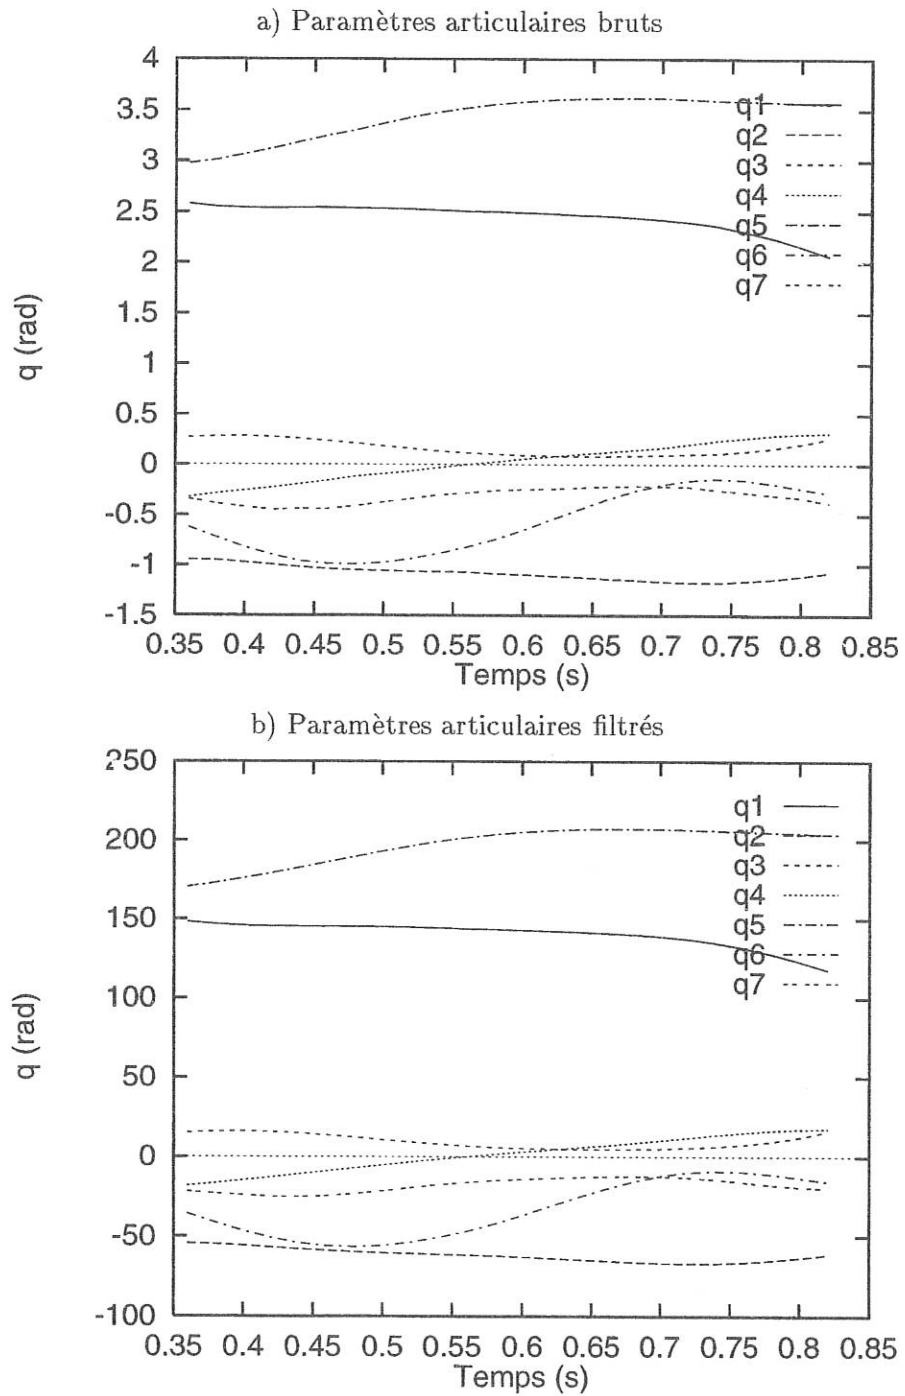 a) Paramètres articulaires bruts
4
3.5
3
2.5
2
1.5
1
0.5
0
-0.5
-1
-1.5
q (rad)
q1
q2
q3
q4
q5
q6
q7
0.35 0.4 0.45 0.5 0.55 0.6 0.65 0.7 0.75 0.8 0.85
Temps (s)
b) Paramètres articulaires filtrés
250
200
150
100
50
0
-50
-100
q (rad)
q1
q2
q3
q4
q5
q6
q7
0.35 0.4 0.45 0.5 0.55 0.6 0.65 0.7 0.75 0.8 0.85
Temps (s)